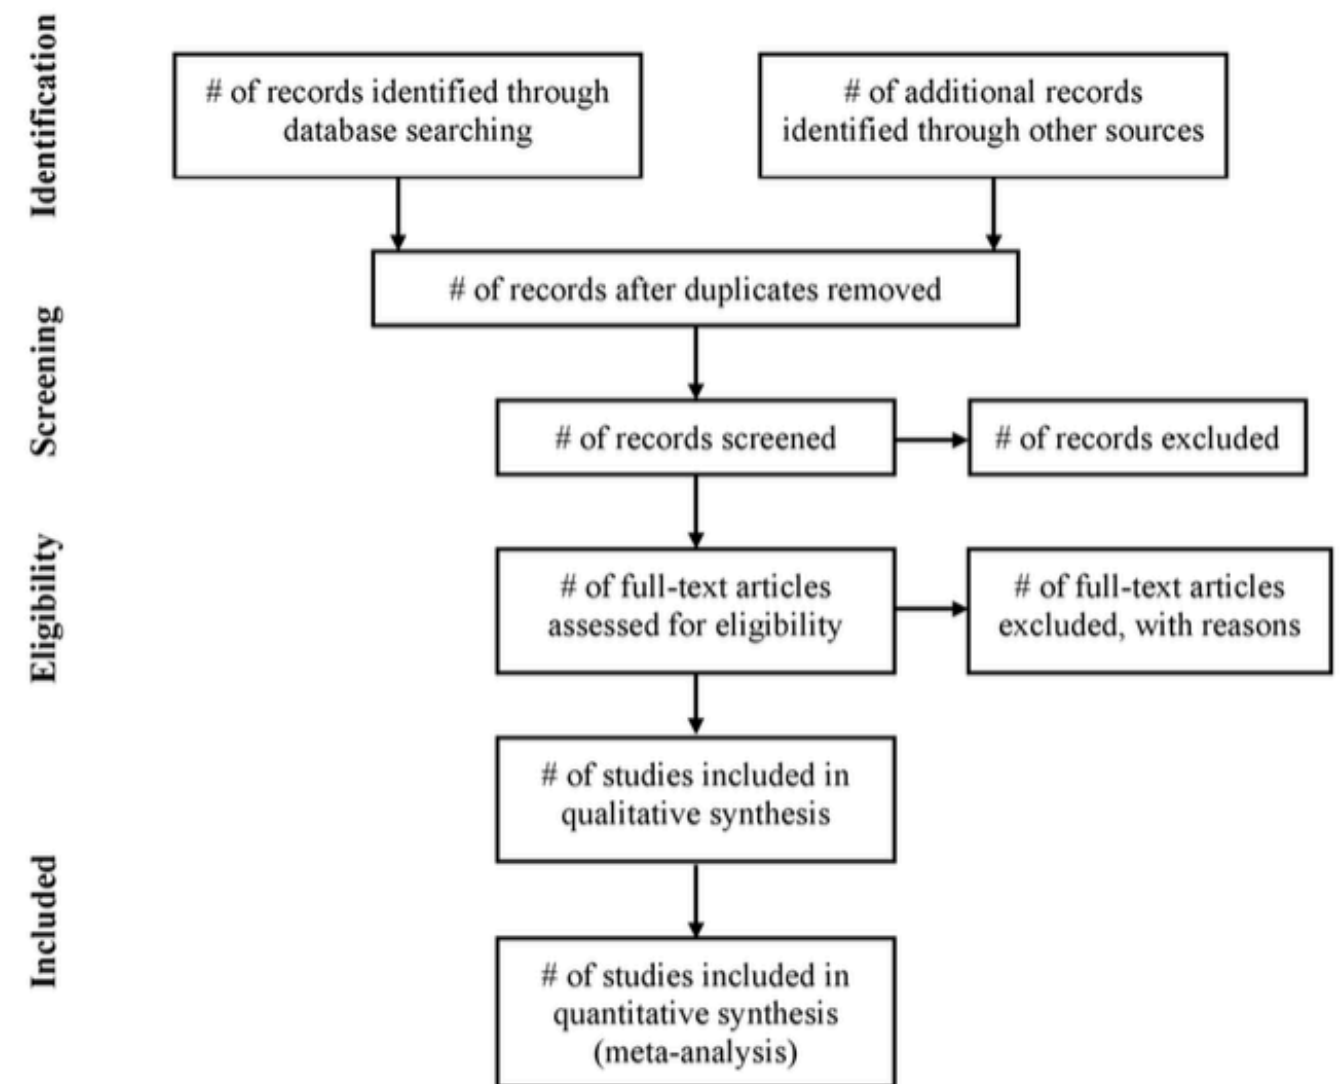 Identification
# of records identified through
database searching
# of additional records
identified through other sources
# of records after duplicates removed
Screening
# of records screened
# of records excluded
Eligibility
# of full-text articles
assessed for eligibility
# of full-text articles
excluded, with reasons
# of studies included in
qualitative synthesis
Included
# of studies included in
quantitative synthesis
(meta-analysis)